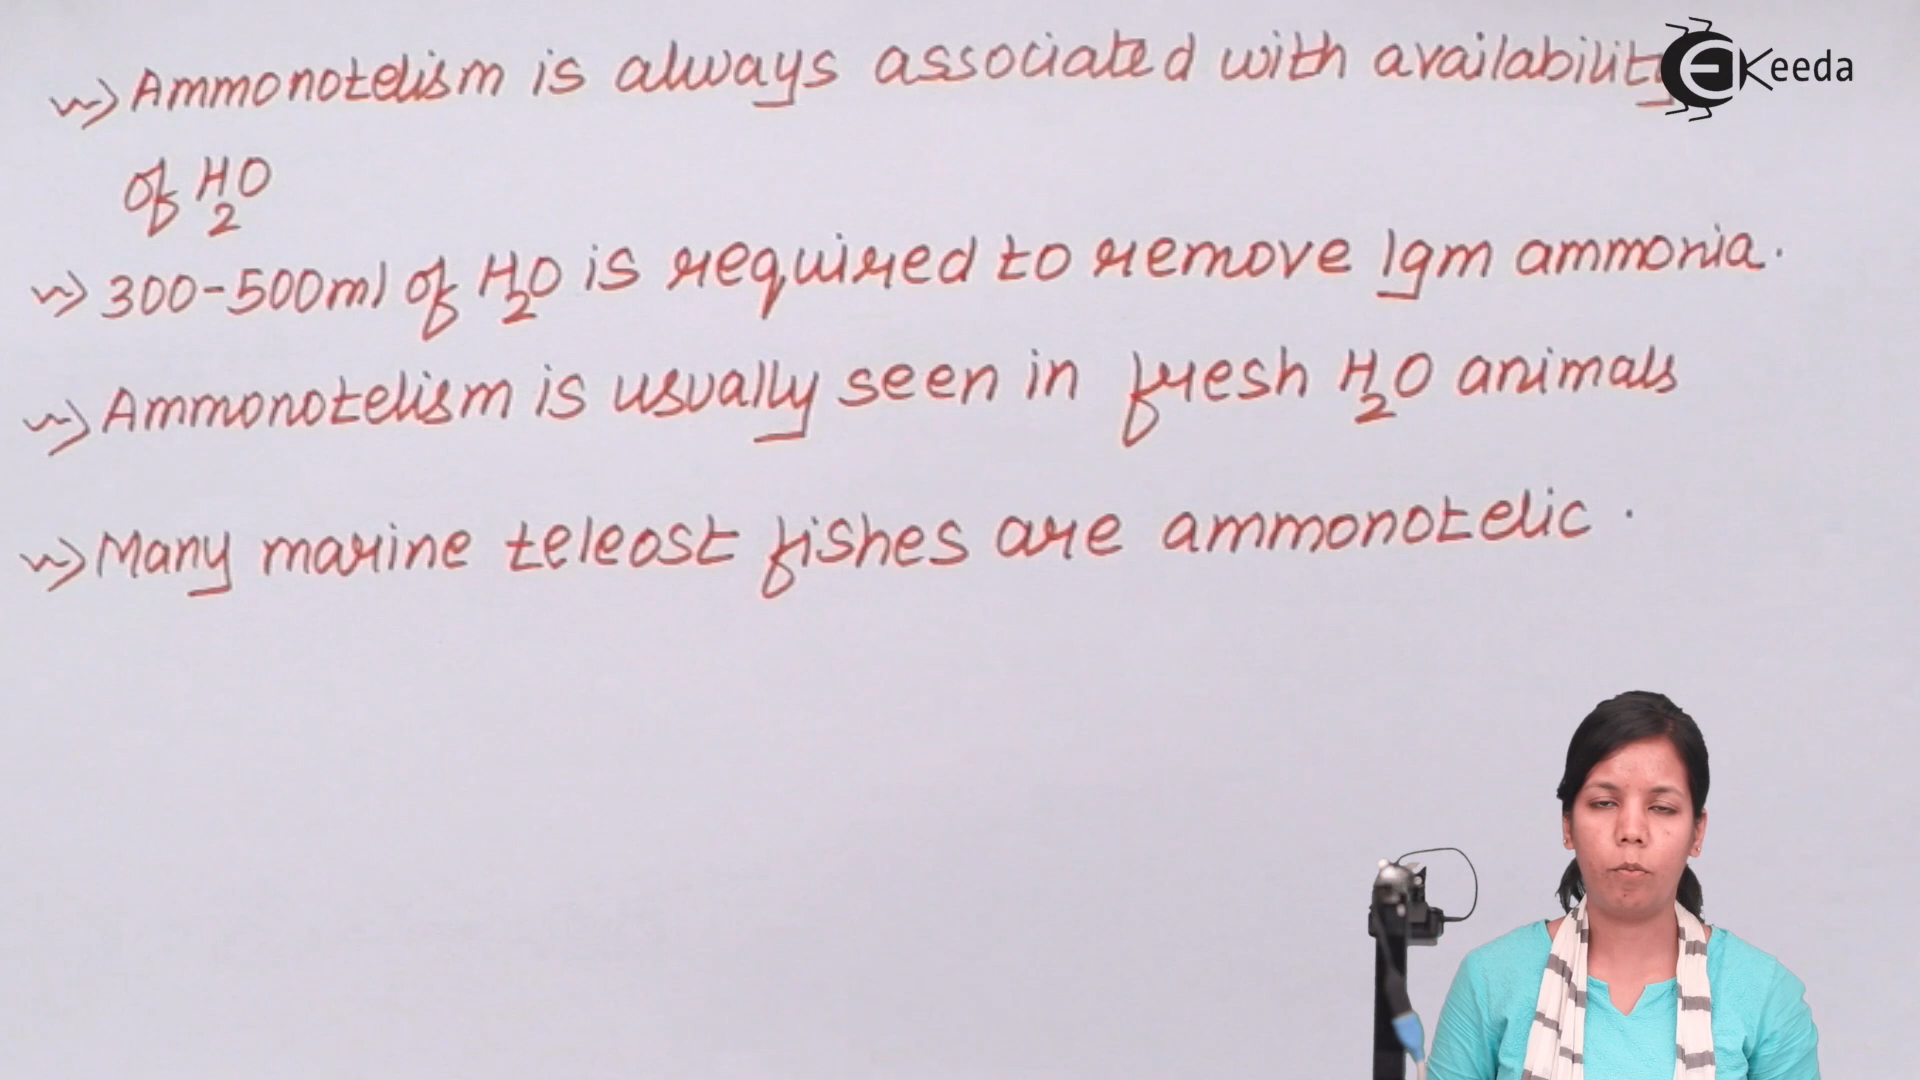 Ammonotelism is always associated with availability
EKeeda
of H2O
300-500ml of H2O is required to remove 1gm ammonia.
Ammonotelism is usually seen in fresh H2O animals
Many marine teleost fishes are ammonotelic.